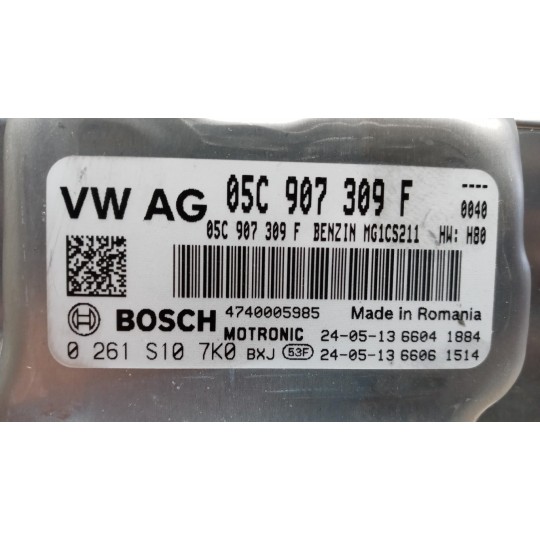 VW AG 05C 907 309 F ----
0040
05C 907 309 F BENZIN MG1CS211 HW: H80
BOSCH 4740005985 Made in Romania
MOTRONIC 24-05-13 6604 1884
0 261 S10 7K0 BXJ 53F 24-05-13 6606 1514